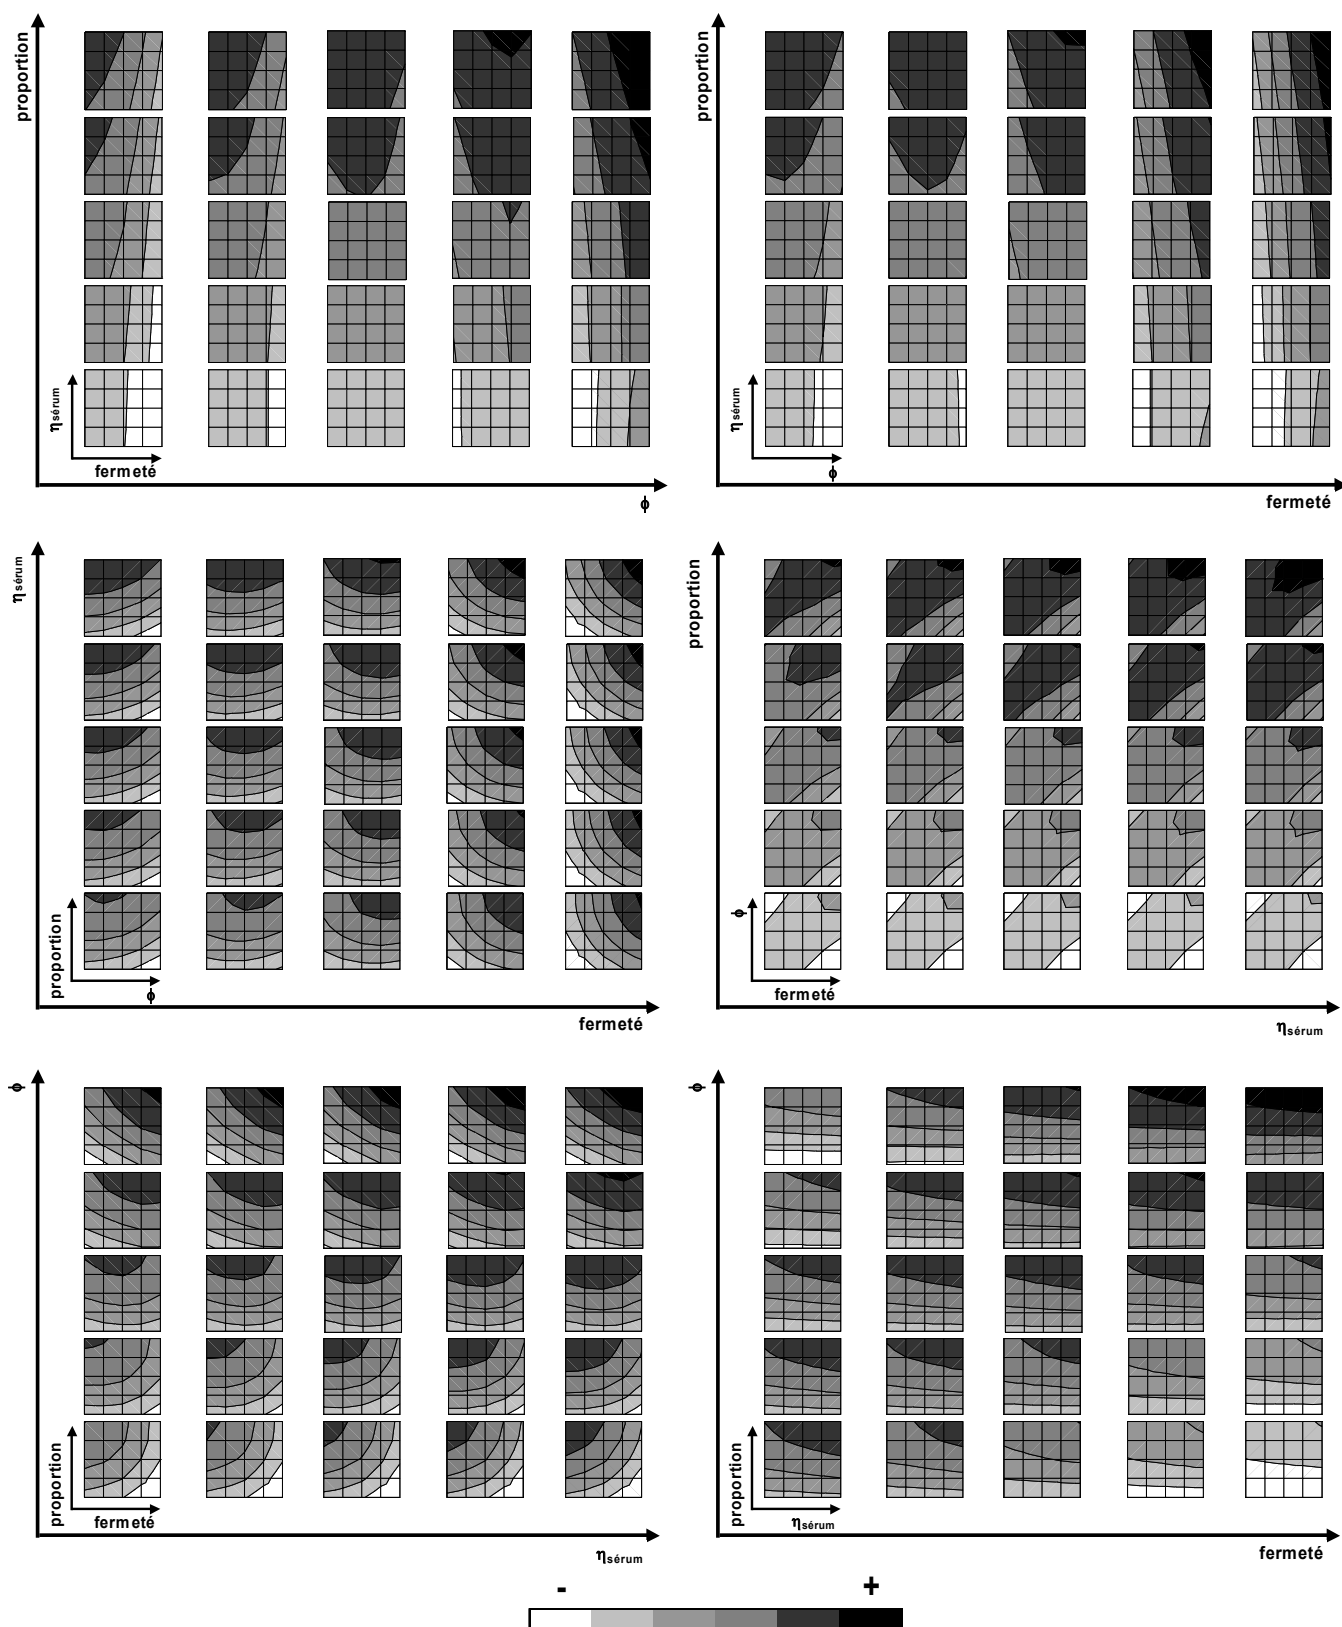 proportion
ηsérum
fermeté
ϕ
proportion
ηsérum
ϕ
fermeté
ηsérum
proportion
ϕ
fermeté
proportion
ϕ
fermeté
ηsérum
ϕ
proportion
fermeté
ηsérum
ϕ
proportion
ηsérum
fermeté
- +